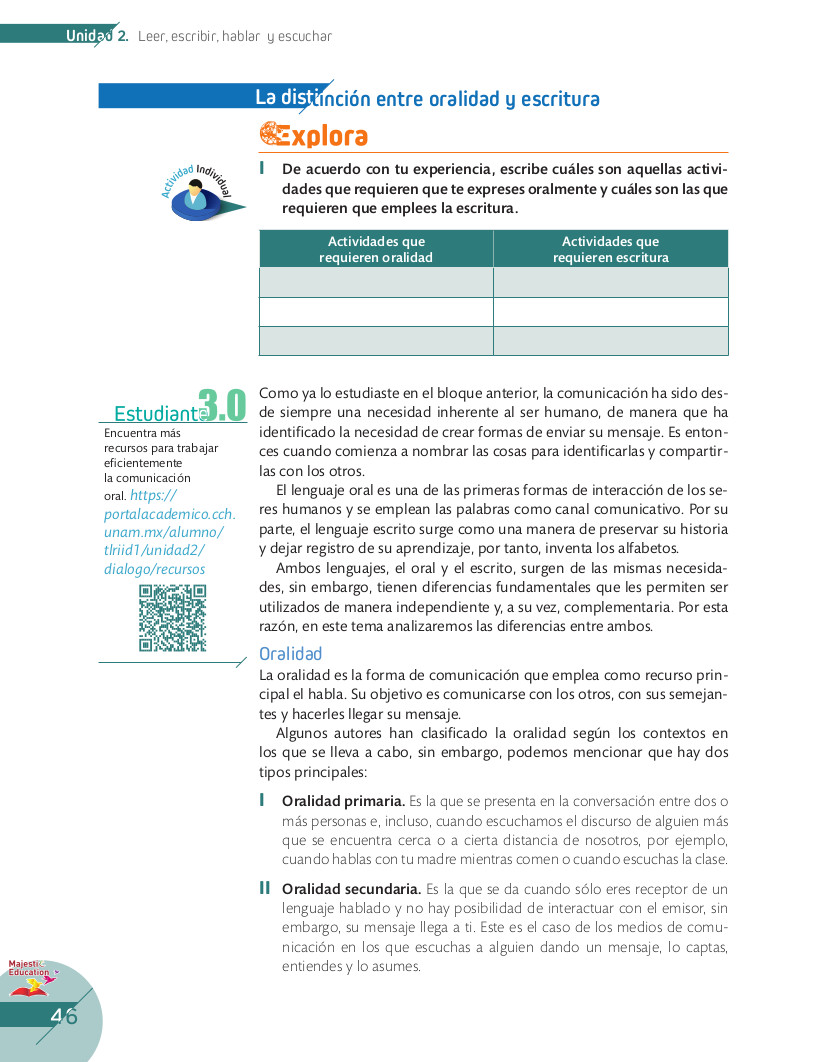 Unidad 2. Leer, escribir, hablar y escuchar
La distinción entre oralidad y escritura
Explora
Actividad Individual
I De acuerdo con tu experiencia, escribe cuáles son aquellas activi-
dades que requieren que te expreses oralmente y cuáles son las que
requieren que emplees la escritura.
Actividades que
requieren oralidad
Actividades que
requieren escritura
Estudiante 3.0
Encuentra más
recursos para trabajar
eficientemente
la comunicación
oral. https://
portalacademico.cch.
unam.mx/alumno/
tlriid1/unidad2/
dialogo/recursos
Como ya lo estudiaste en el bloque anterior, la comunicación ha sido des-
de siempre una necesidad inherente al ser humano, de manera que ha
identificado la necesidad de crear formas de enviar su mensaje. Es enton-
ces cuando comienza a nombrar las cosas para identificarlas y compartir-
las con los otros.
El lenguaje oral es una de las primeras formas de interacción de los se-
res humanos y se emplean las palabras como canal comunicativo. Por su
parte, el lenguaje escrito surge como una manera de preservar su historia
y dejar registro de su aprendizaje, por tanto, inventa los alfabetos.
Ambos lenguajes, el oral y el escrito, surgen de las mismas necesida-
des, sin embargo, tienen diferencias fundamentales que les permiten ser
utilizados de manera independiente y, a su vez, complementaria. Por esta
razón, en este tema analizaremos las diferencias entre ambos.
Oralidad
La oralidad es la forma de comunicación que emplea como recurso prin-
cipal el habla. Su objetivo es comunicarse con los otros, con sus semejan-
tes y hacerles llegar su mensaje.
Algunos autores han clasificado la oralidad según los contextos en
los que se lleva a cabo, sin embargo, podemos mencionar que hay dos
tipos principales:
I Oralidad primaria. Es la que se presenta en la conversación entre dos o
más personas e, incluso, cuando escuchamos el discurso de alguien más
que se encuentra cerca o a cierta distancia de nosotros, por ejemplo,
cuando hablas con tu madre mientras comen o cuando escuchas la clase.
II Oralidad secundaria. Es la que se da cuando sólo eres receptor de un
lenguaje hablado y no hay posibilidad de interactuar con el emisor, sin
embargo, su mensaje llega a ti. Este es el caso de los medios de comu-
nicación en los que escuchas a alguien dando un mensaje, lo captas,
entiendes y lo asumes.
Majestic
Education
46